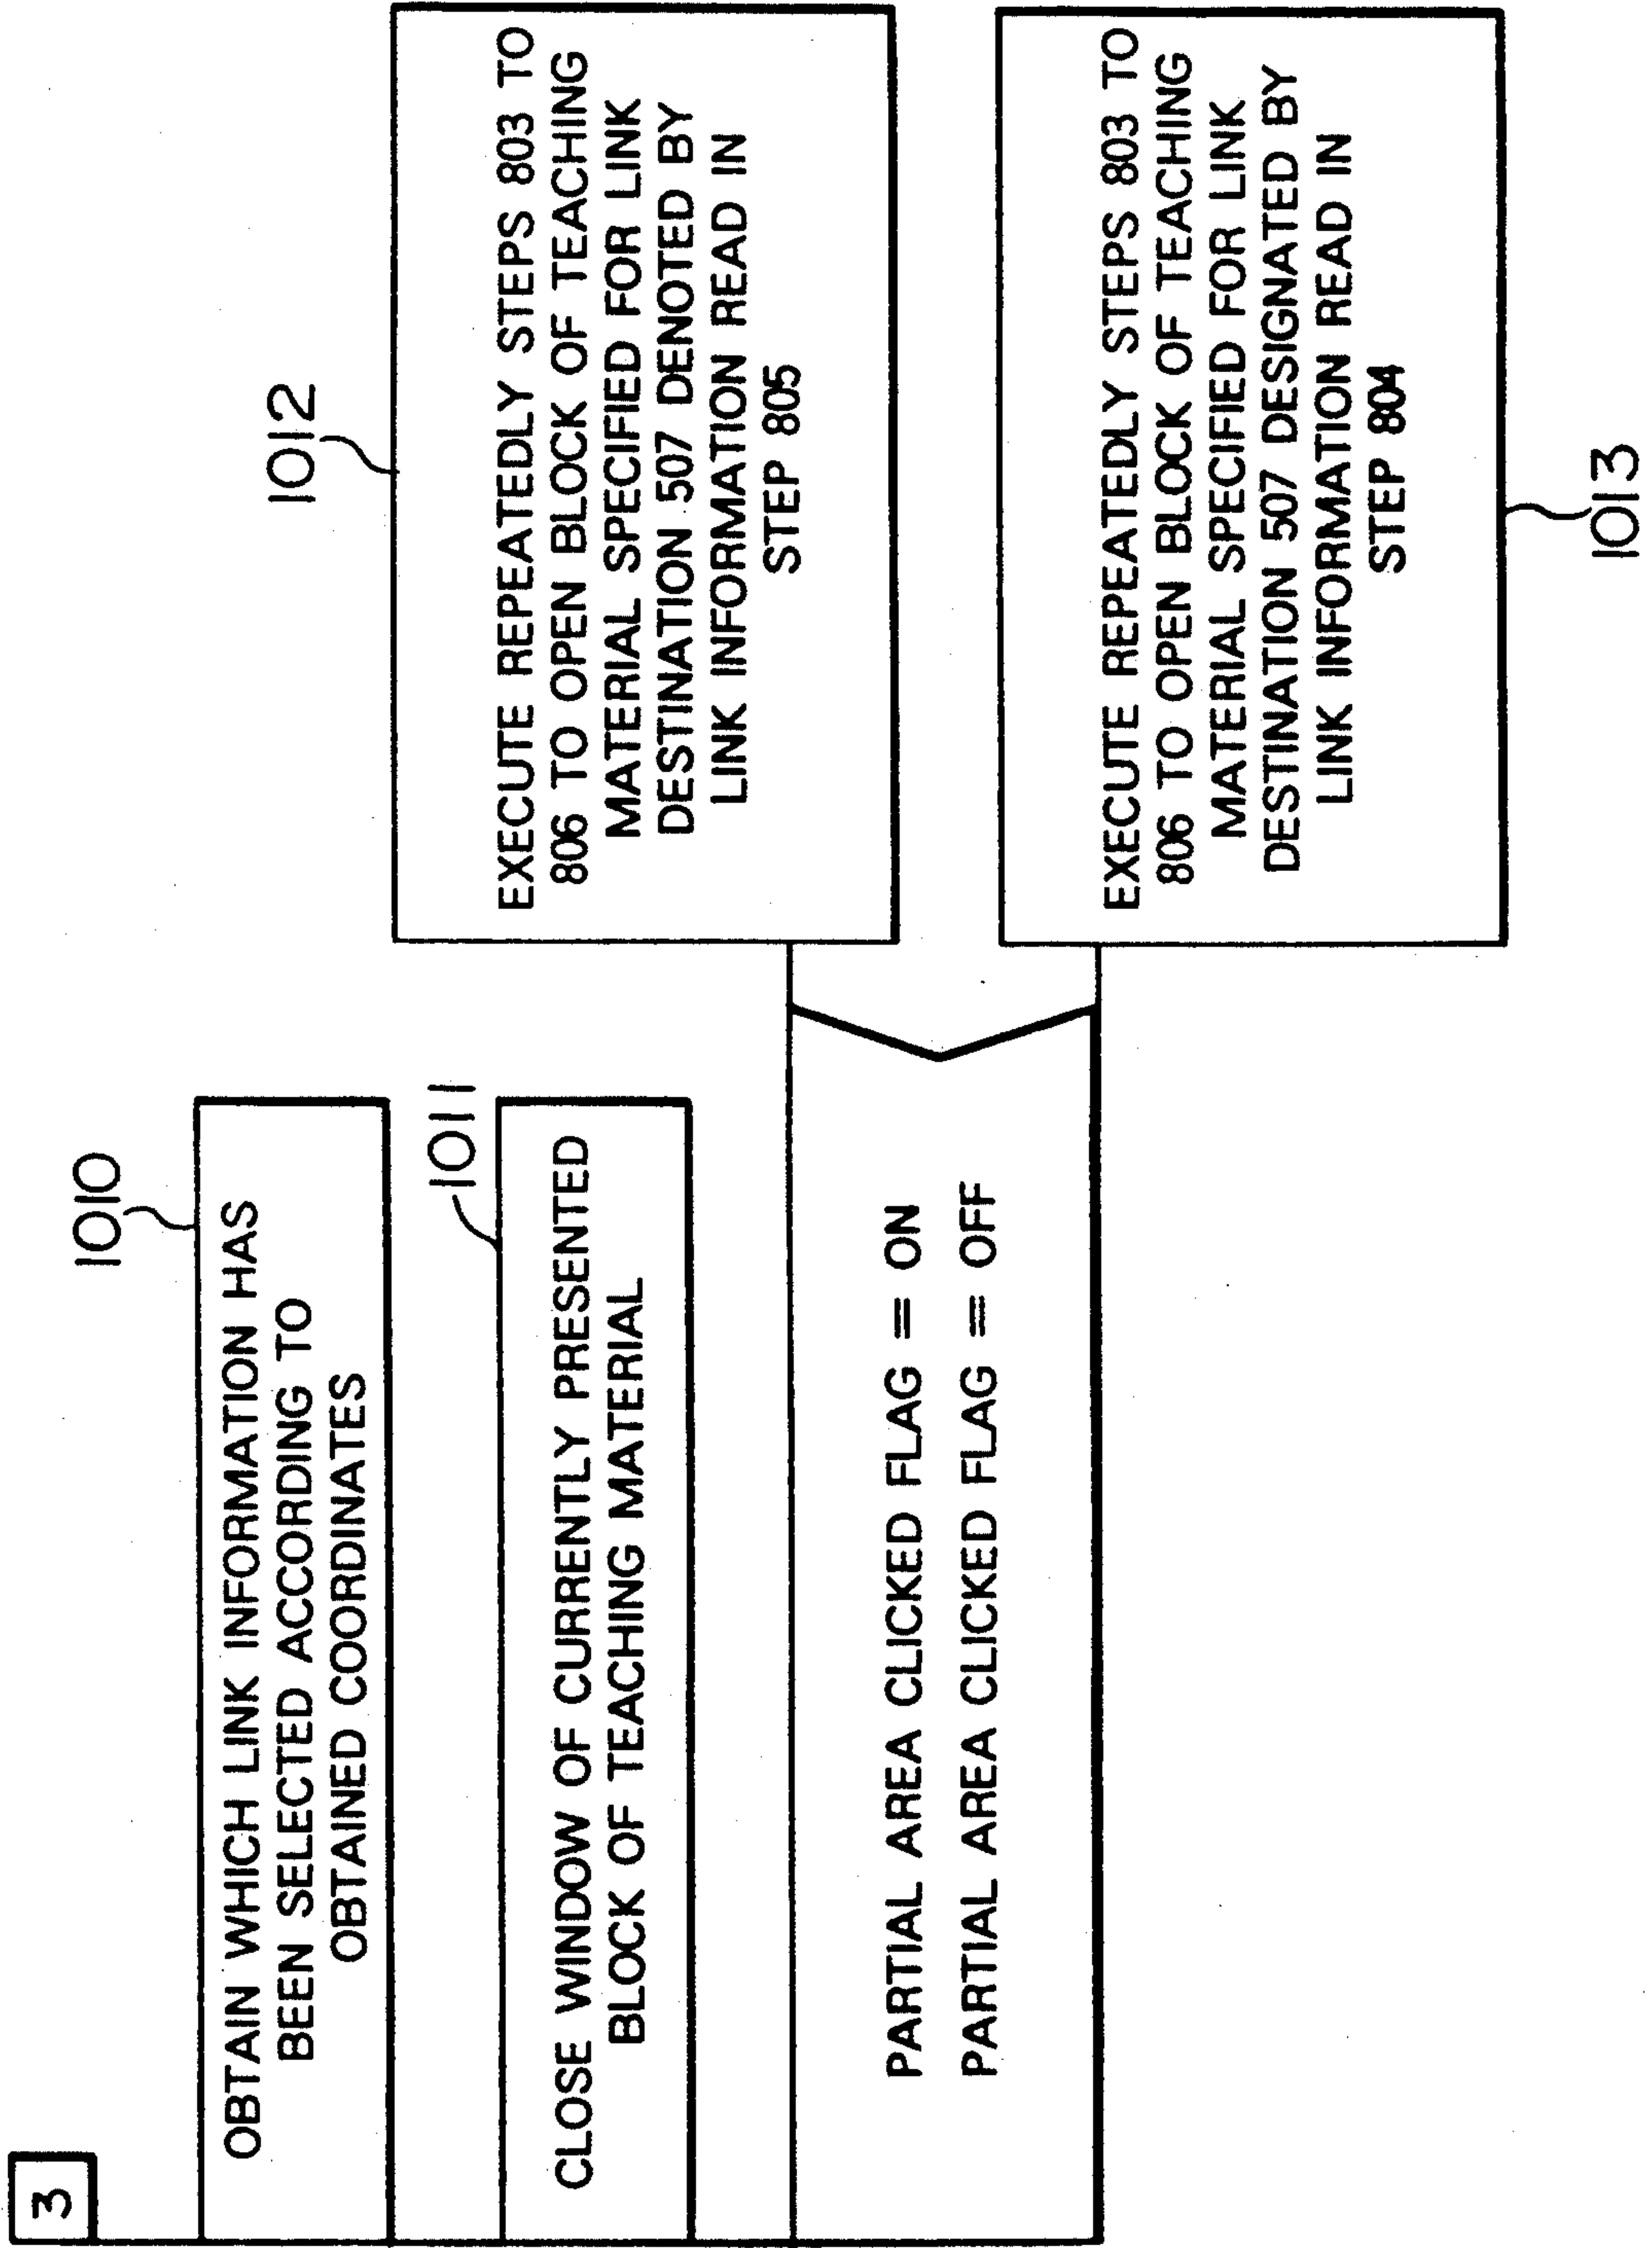 3
1010
OBTAIN WHICH LINK INFORMATION HAS
BEEN SELECTED ACCORDING TO
OBTAINED COORDINATES
1011
CLOSE WINDOW OF CURRENTLY PRESENTED
BLOCK OF TEACHING MATERIAL
PARTIAL AREA CLICKED FLAG = ON
PARTIAL AREA CLICKED FLAG = OFF
1012
EXECUTE REPEATEDLY STEPS 803 TO
806 TO OPEN BLOCK OF TEACHING
MATERIAL SPECIFIED FOR LINK
DESTINATION 507 DENOTED BY
LINK INFORMATION READ IN
STEP 805
EXECUTE REPEATEDLY STEPS 803 TO
806 TO OPEN BLOCK OF TEACHING
MATERIAL SPECIFIED FOR LINK
DESTINATION 507 DESIGNATED BY
LINK INFORMATION READ IN
STEP 804
1013